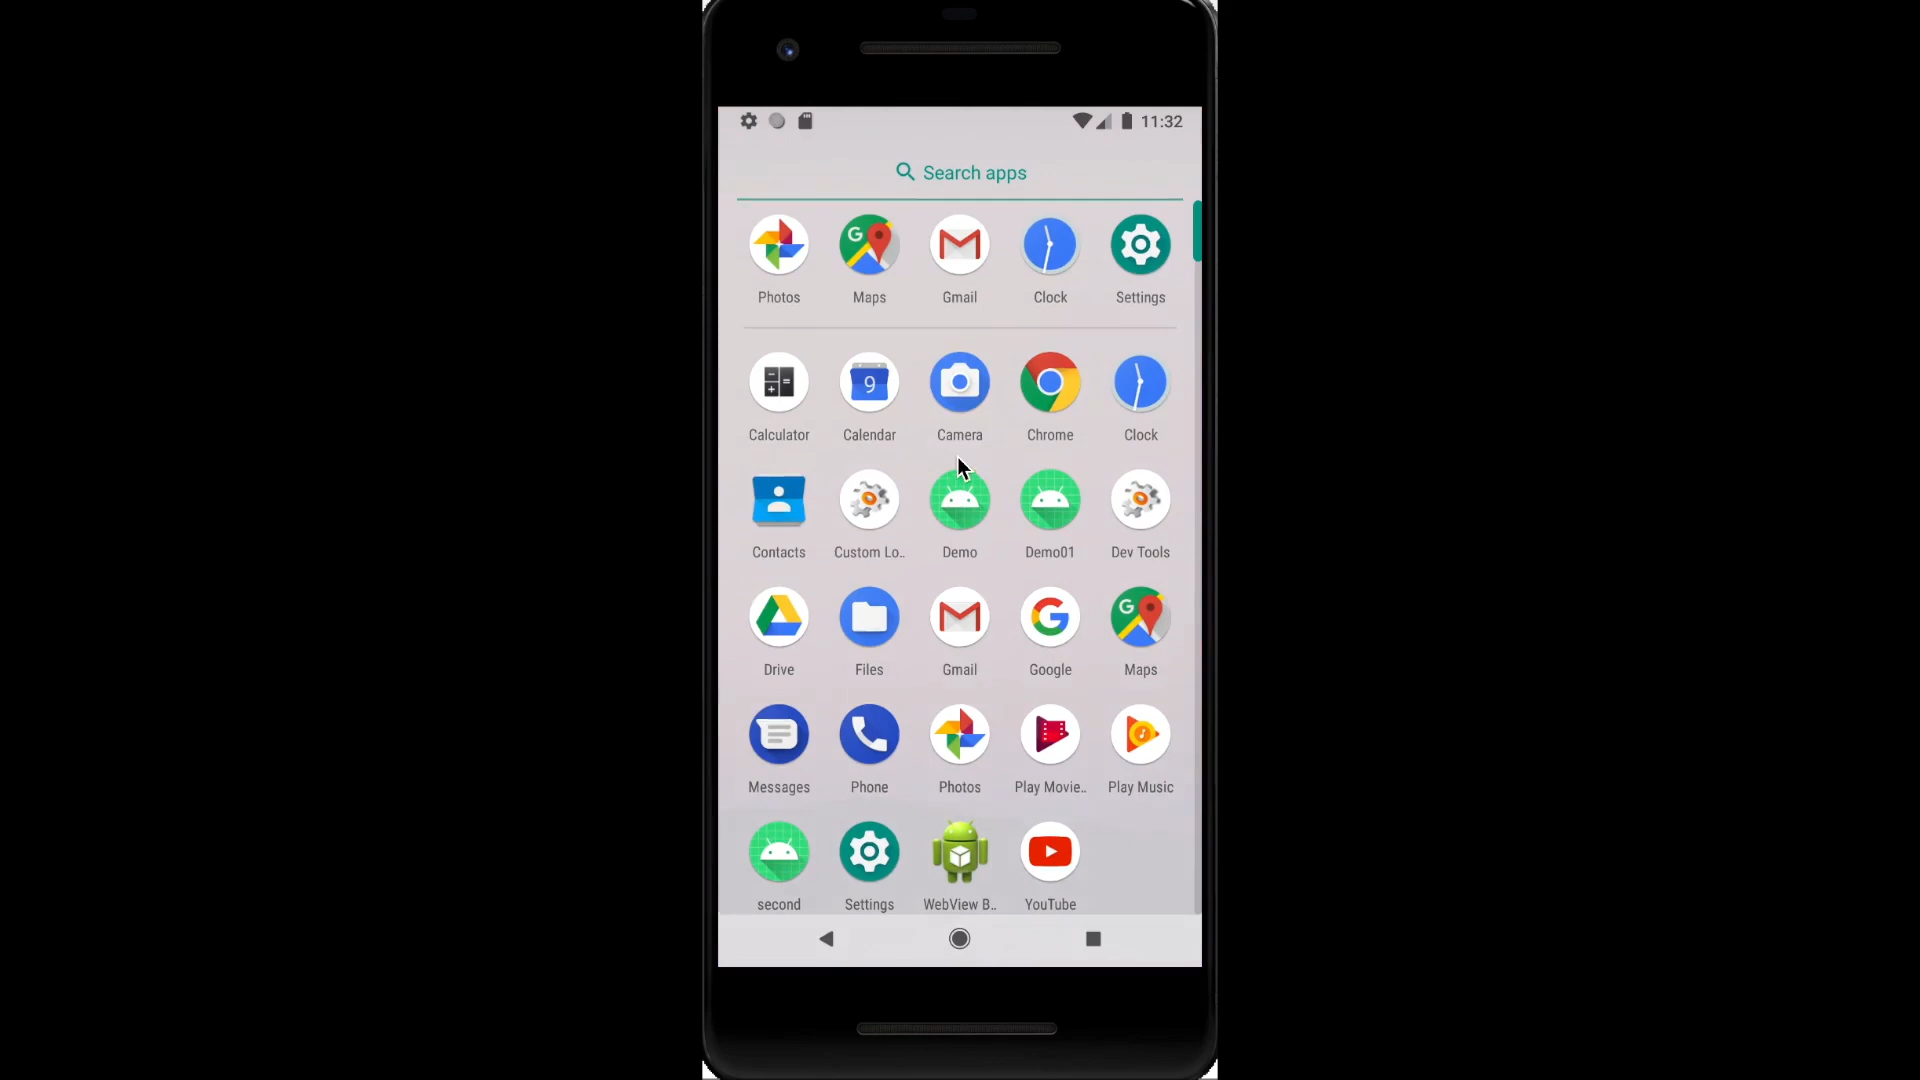 11:32
Search apps
Photos Maps Gmail Clock Settings
Calculator Calendar Camera Chrome Clock
Contacts Custom Lo.. Demo Demo01 Dev Tools
Drive Files Gmail Google Maps
Messages Phone Photos Play Movie.. Play Music
second Settings WebView B.. YouTube